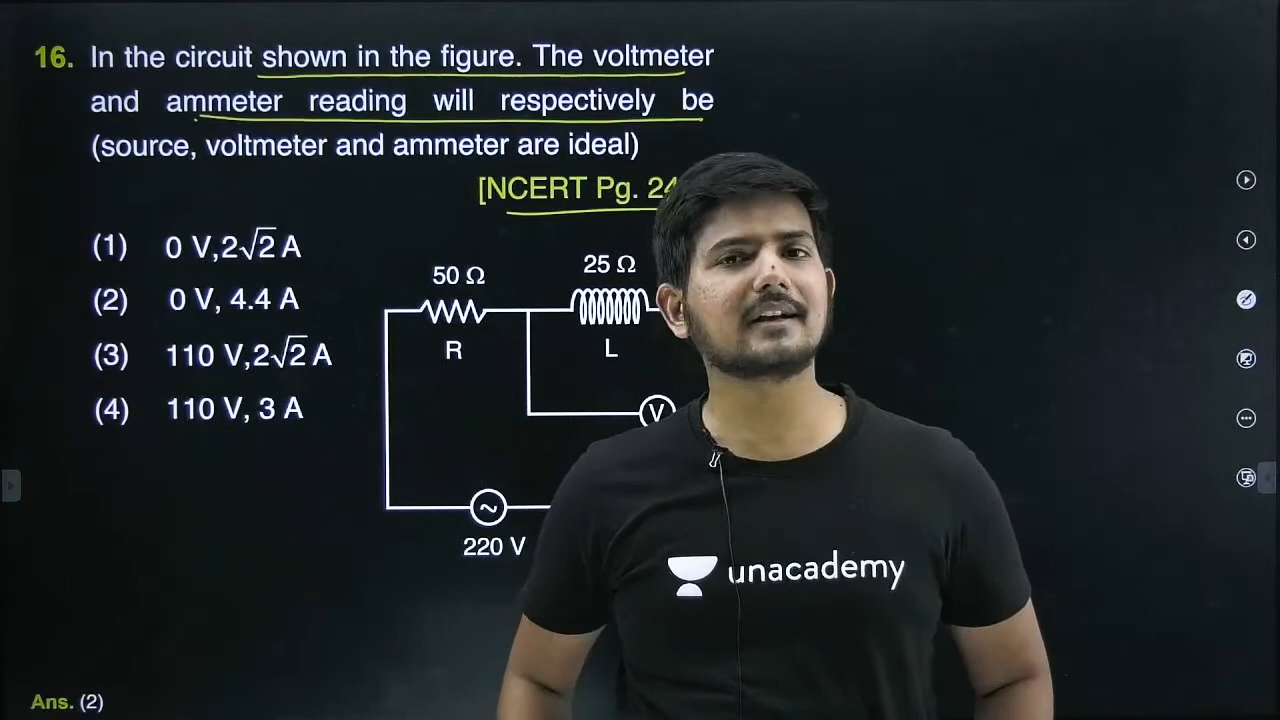 16. In the circuit shown in the figure. The voltmeter
and ammeter reading will respectively be
(source, voltmeter and ammeter are ideal)
[NCERT Pg. 24
(1) 0 V,2√2 A
(2) 0 V, 4.4 A
(3) 110 V,2√2 A
(4) 110 V, 3 A
50 Ω
25 Ω
R
L
V
220 V
unacademy
Ans. (2)